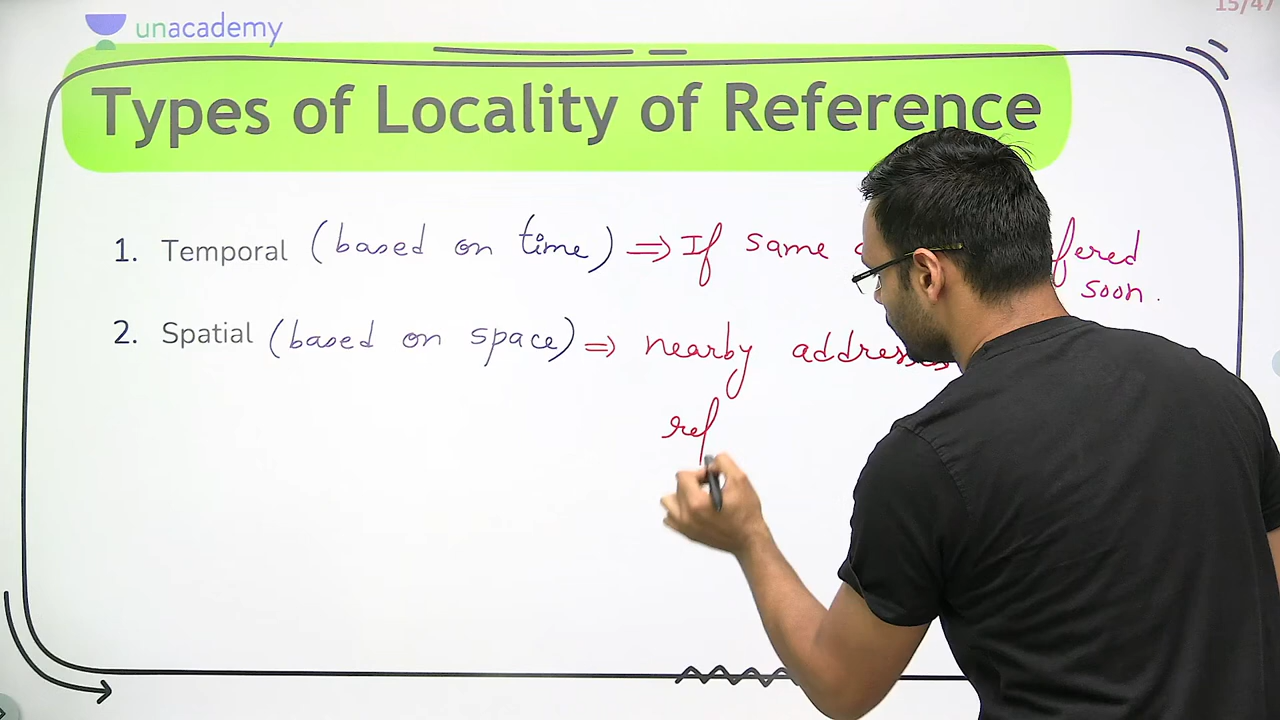 15/47
unacademy
Types of Locality of Reference
1. Temporal (based on time) ⇒ If same
soon.
2. Spatial (based on space) ⇒ nearby addresses
ref